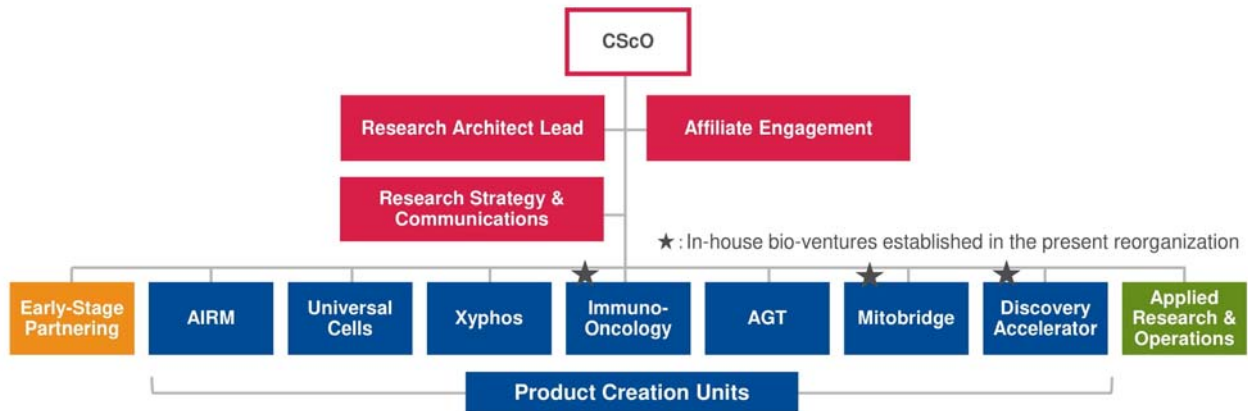 CScO
Research Architect Lead
Affiliate Engagement
Research Strategy &
Communications
★: In-house bio-ventures established in the present reorganization
Early-Stage
Partnering
AIRM
Universal
Cells
Xyphos
Immuno-
Oncology
AGT
Mitobridge
Discovery
Accelerator
Applied
Research &
Operations
Product Creation Units